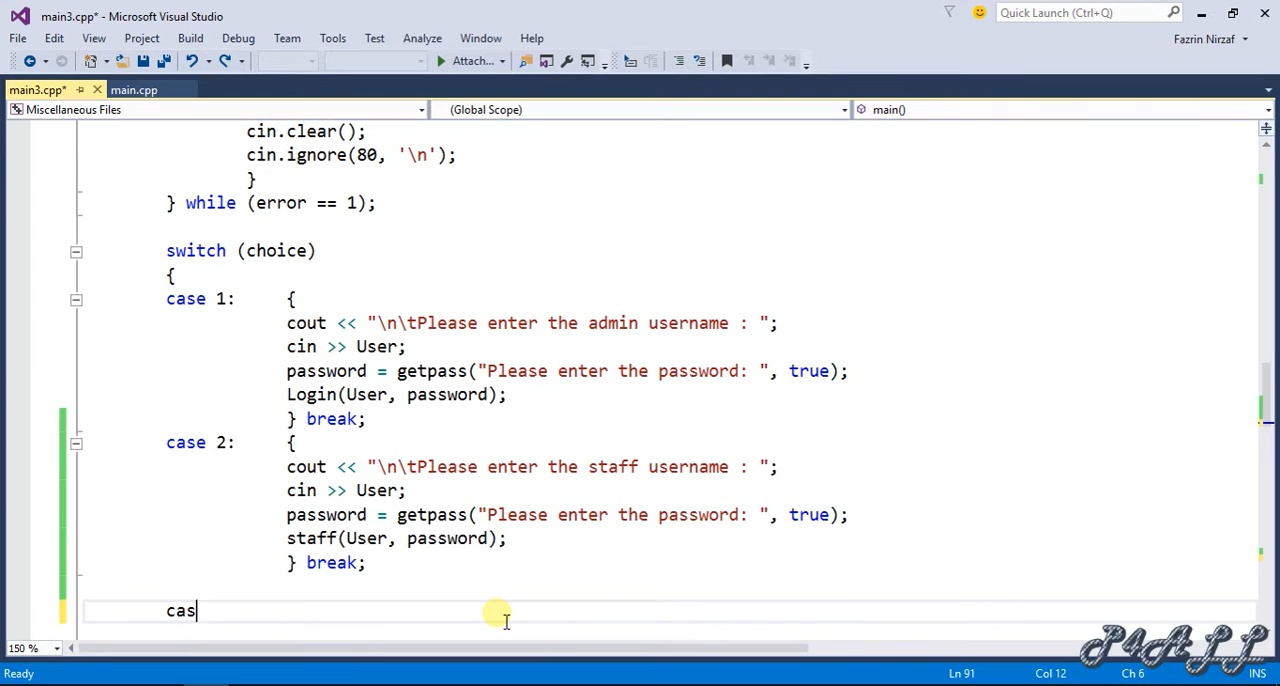 main3.cpp* - Microsoft Visual Studio
Quick Launch (Ctrl+Q)
File Edit View Project Build Debug Team Tools Test Analyze Window Help
Fazrin Nirzaf
Attach...
main3.cpp* main.cpp
Miscellaneous Files (Global Scope) main()
cin.clear();
cin.ignore(80, '\n');
}
} while (error == 1);
switch (choice)
{
case 1: {
cout << "\n\tPlease enter the admin username : ";
cin >> User;
password = getpass("Please enter the password: ", true);
Login(User, password);
} break;
case 2: {
cout << "\n\tPlease enter the staff username : ";
cin >> User;
password = getpass("Please enter the password: ", true);
staff(User, password);
} break;
cas
150 %
P4ALL
Ready Ln 91 Col 12 Ch 6 INS